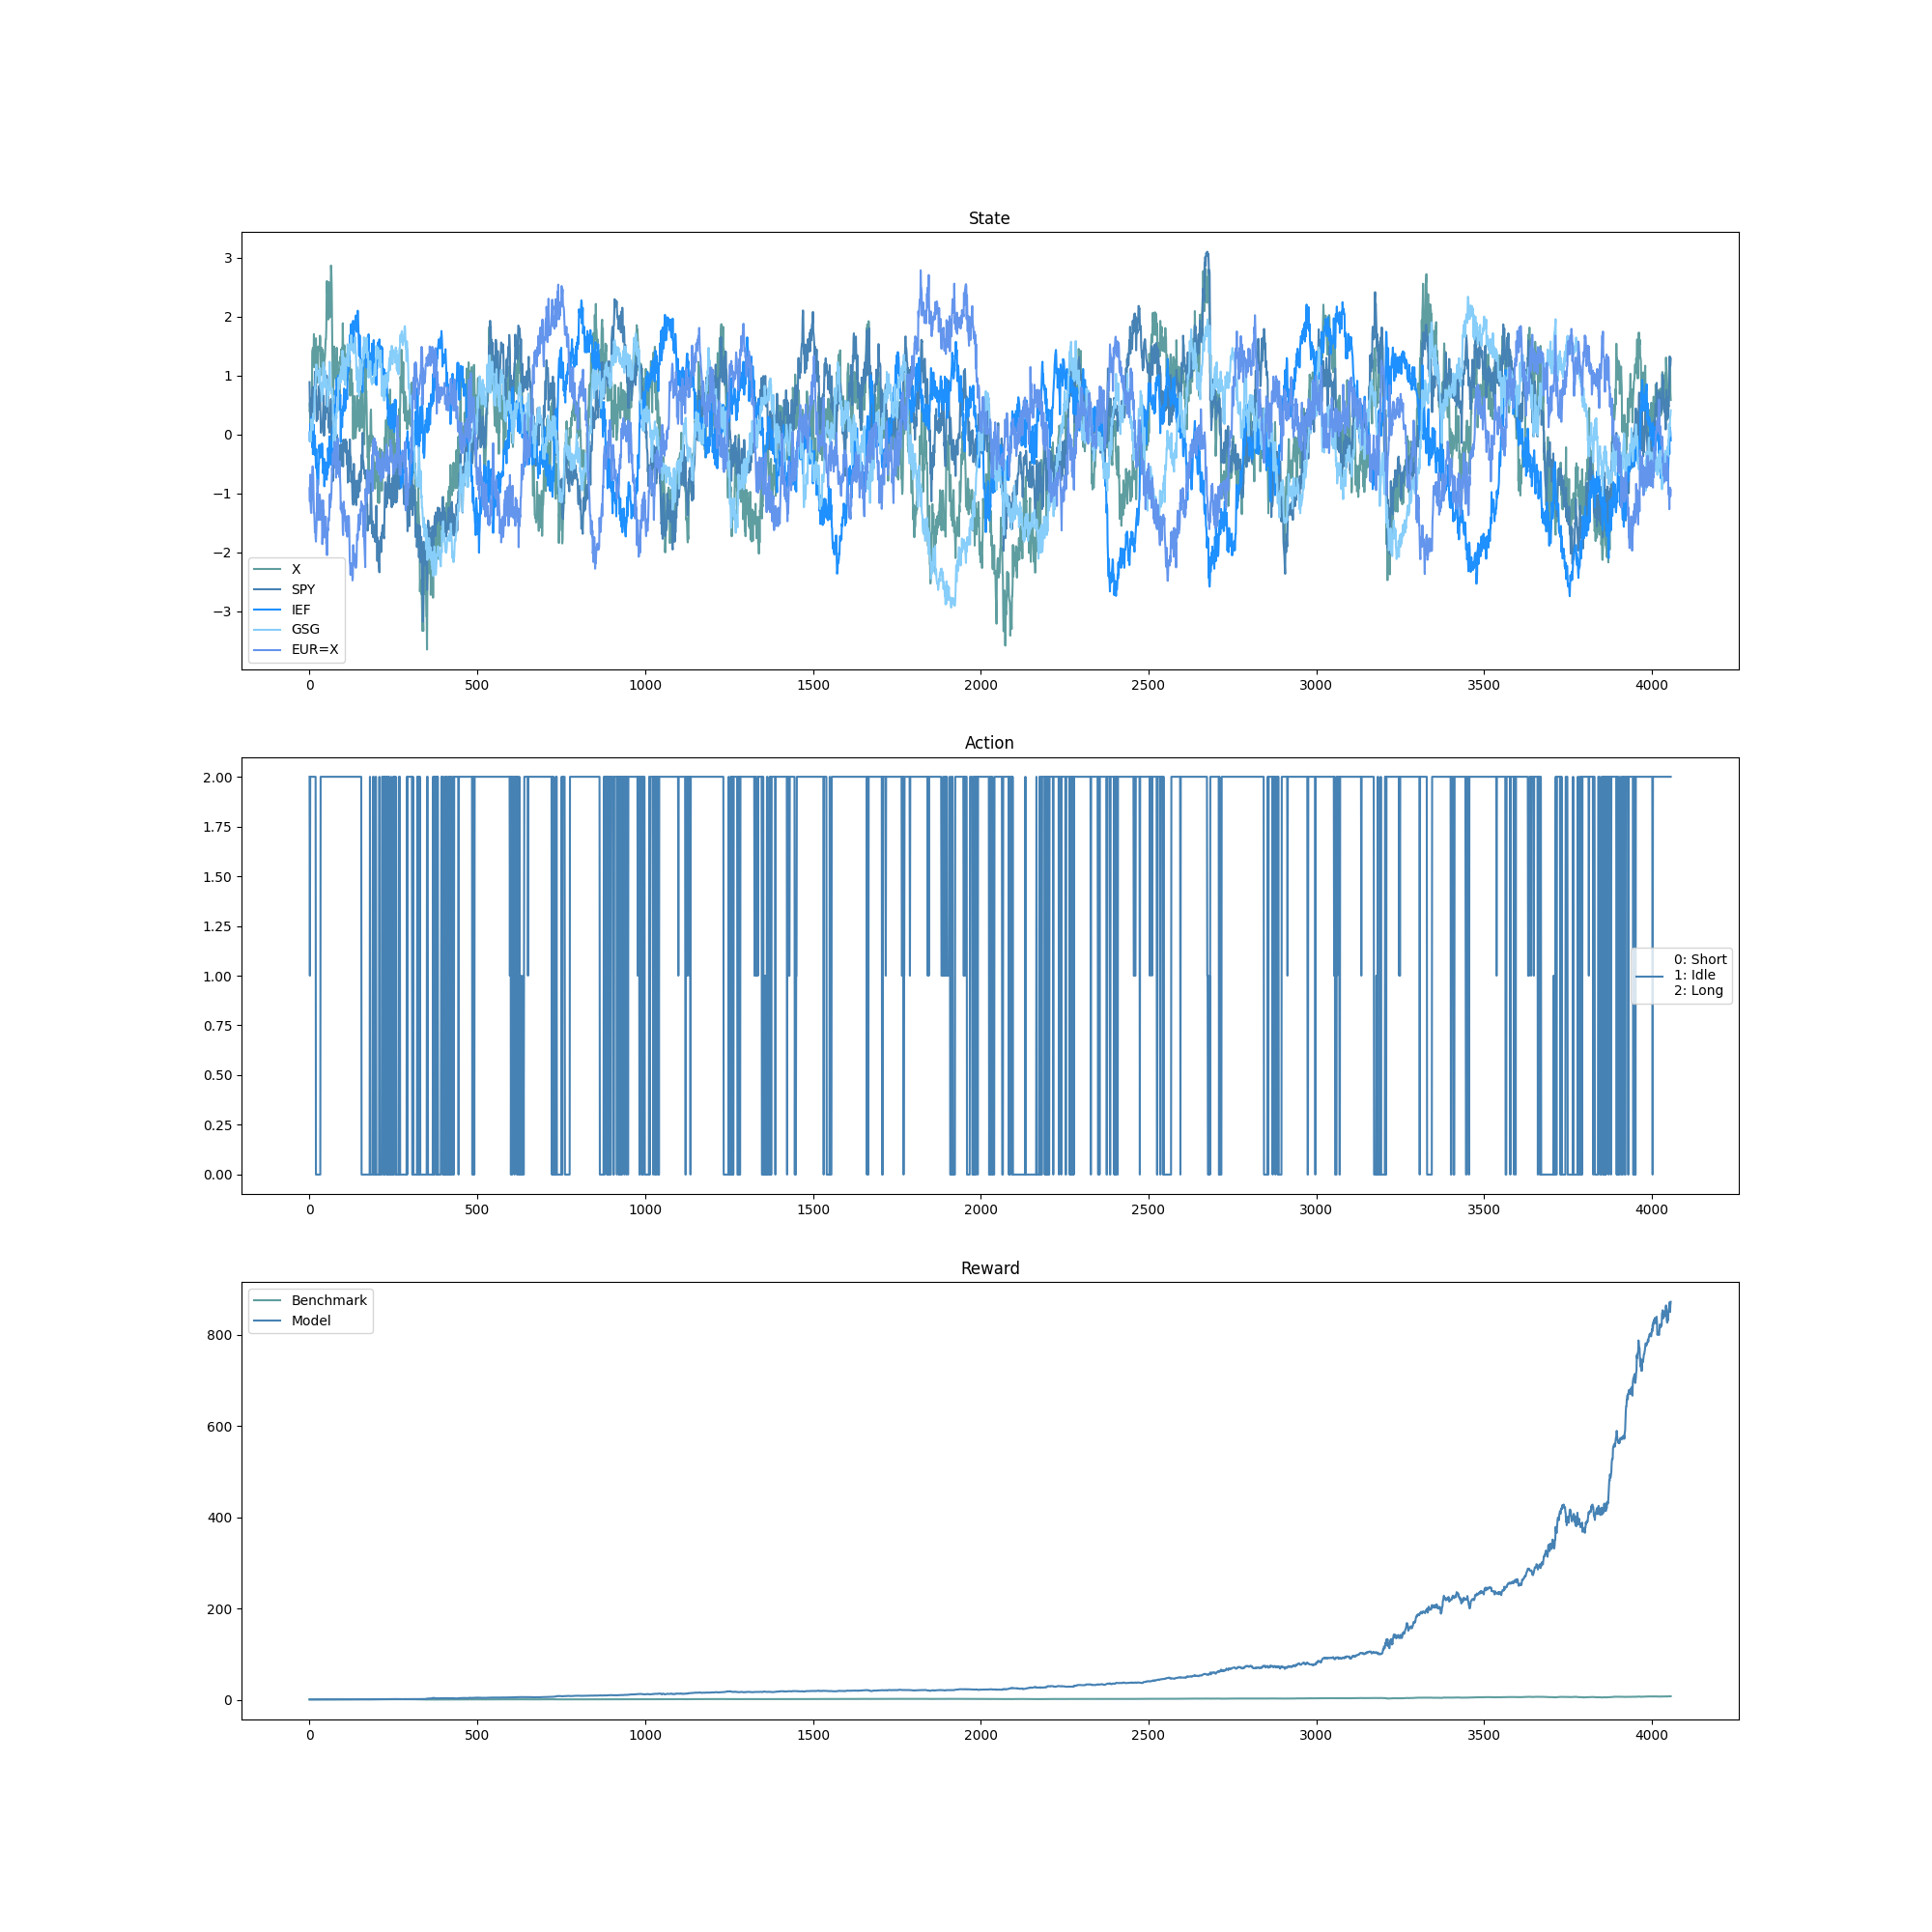 State
3
2
1
0
−1
−2
−3
X
SPY
IEF
GSG
EUR=X
0 500 1000 1500 2000 2500 3000 3500 4000
Action
2.00
1.75
1.50
1.25
1.00
0.75
0.50
0.25
0.00
0: Short
1: Idle
2: Long
0 500 1000 1500 2000 2500 3000 3500 4000
Reward
Benchmark
Model
800
600
400
200
0
0 500 1000 1500 2000 2500 3000 3500 4000